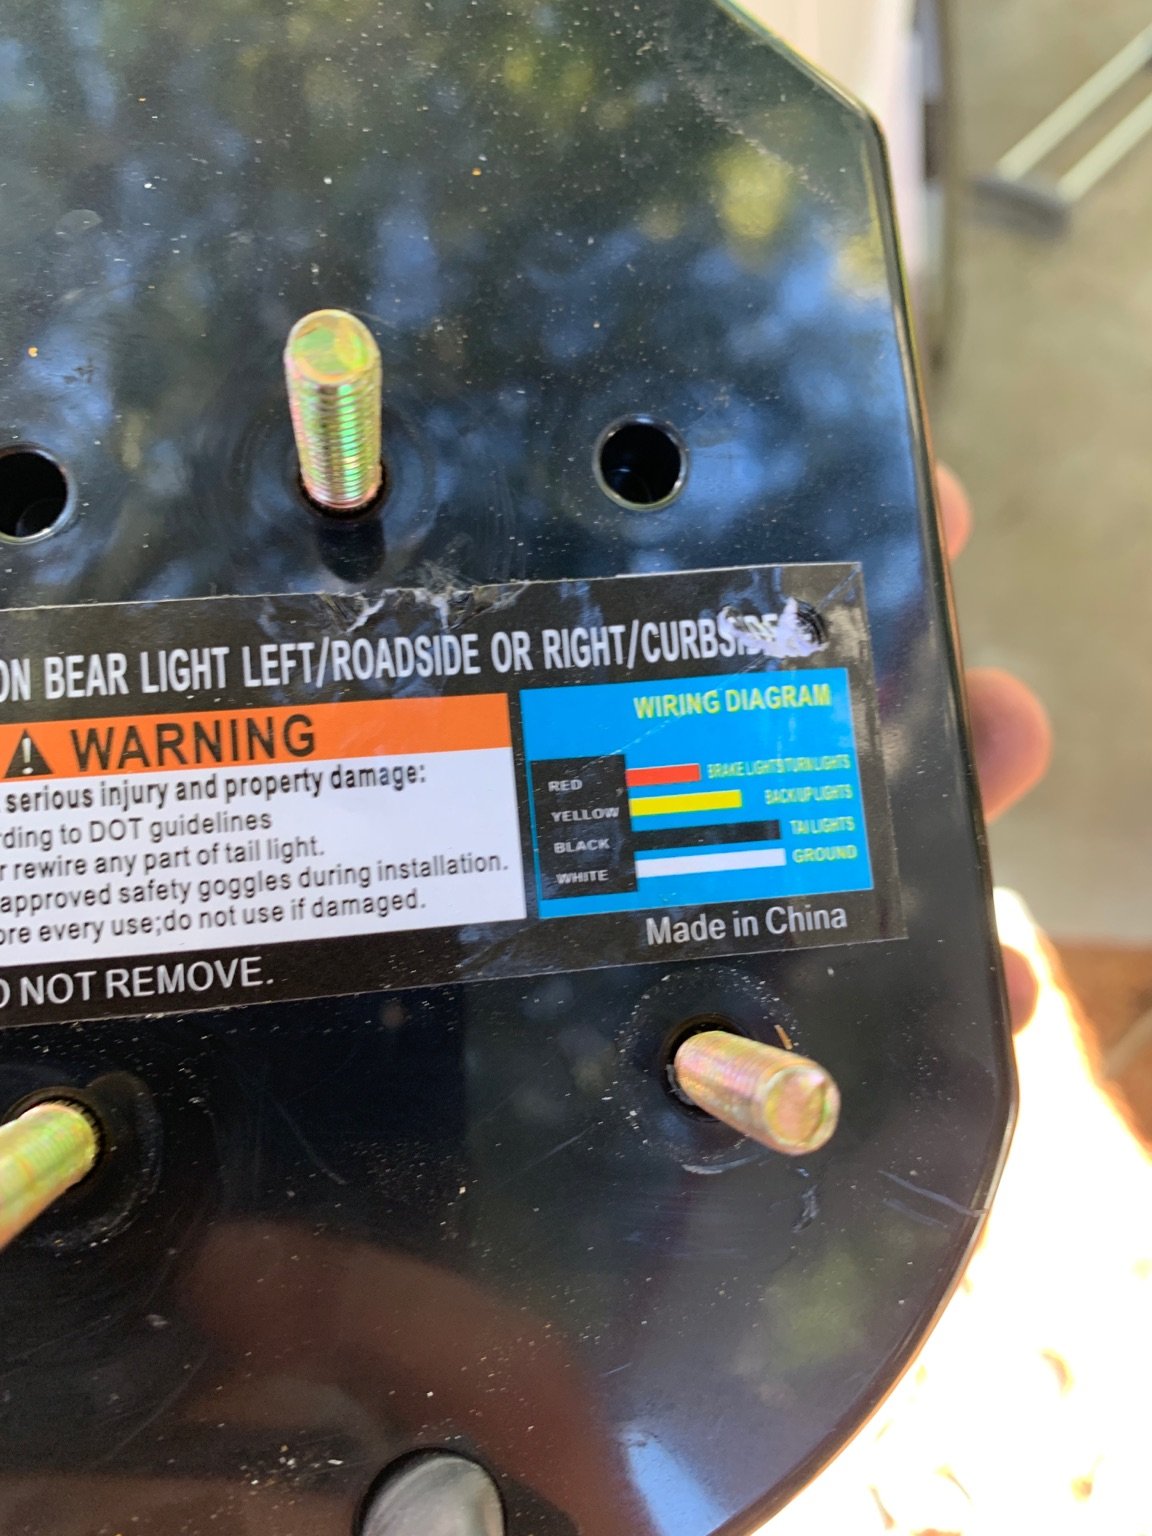 ON BEAR LIGHT LEFT/ROADSIDE OR RIGHT/CURBSIDE
WARNING
serious injury and property damage:
rding to DOT guidelines
r rewire any part of tail light.
approved safety goggles during installation.
ore every use;do not use if damaged.
O NOT REMOVE.
WIRING DIAGRAM
RED BRAKE LIGHTS/TURN LIGHTS
YELLOW BACKUP LIGHTS
BLACK TAI LIGHTS
WHITE GROUND
Made in China